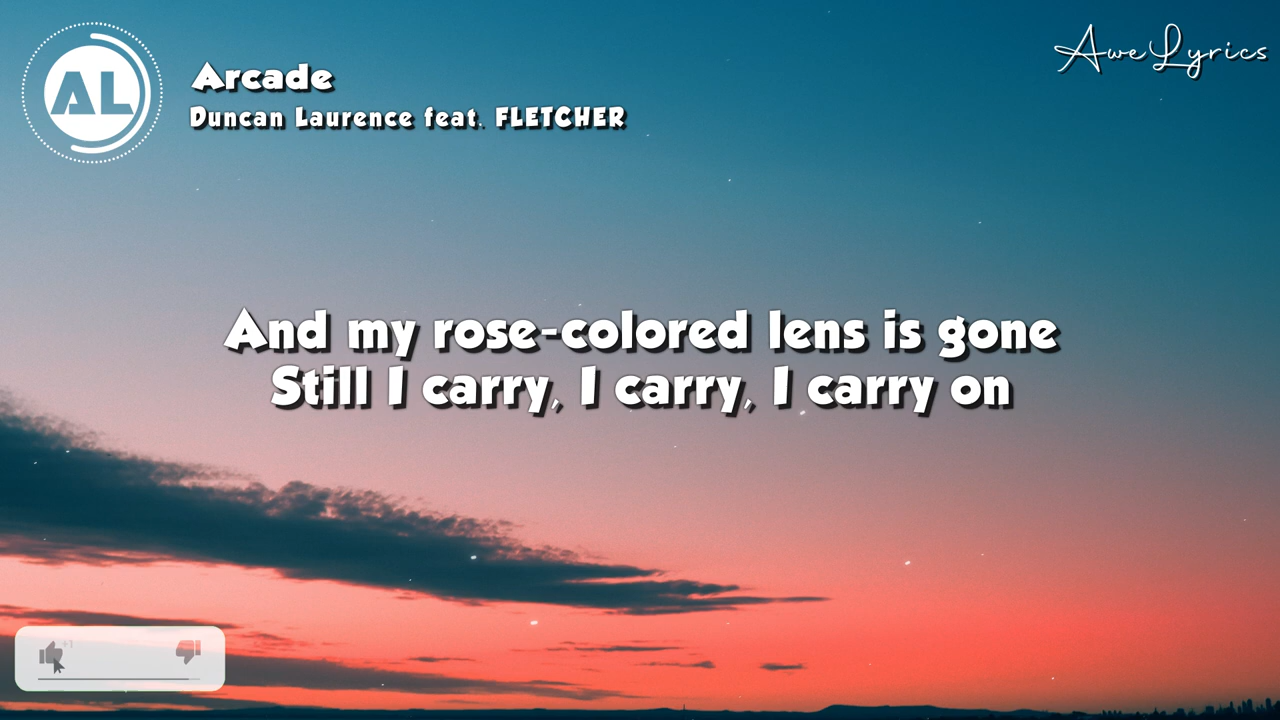 AL
Arcade
Duncan Laurence feat. FLETCHER
AweLyrics
And my rose-colored lens is gone
Still I carry, I carry, I carry on
+1